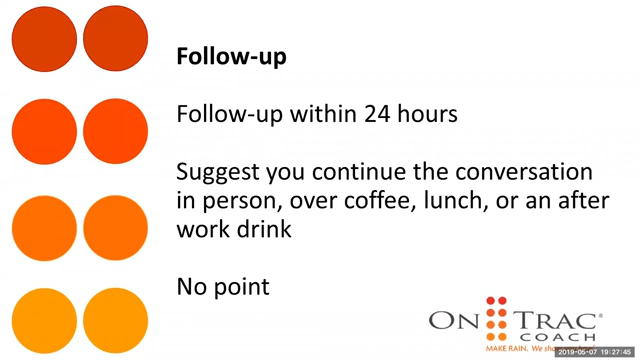 Follow-up
Follow-up within 24 hours
Suggest you continue the conversation
in person, over coffee, lunch, or an after
work drink
No point
ON TRAC®
COACH
MAKE RAIN. We sho
2019-05-07 19:27:45